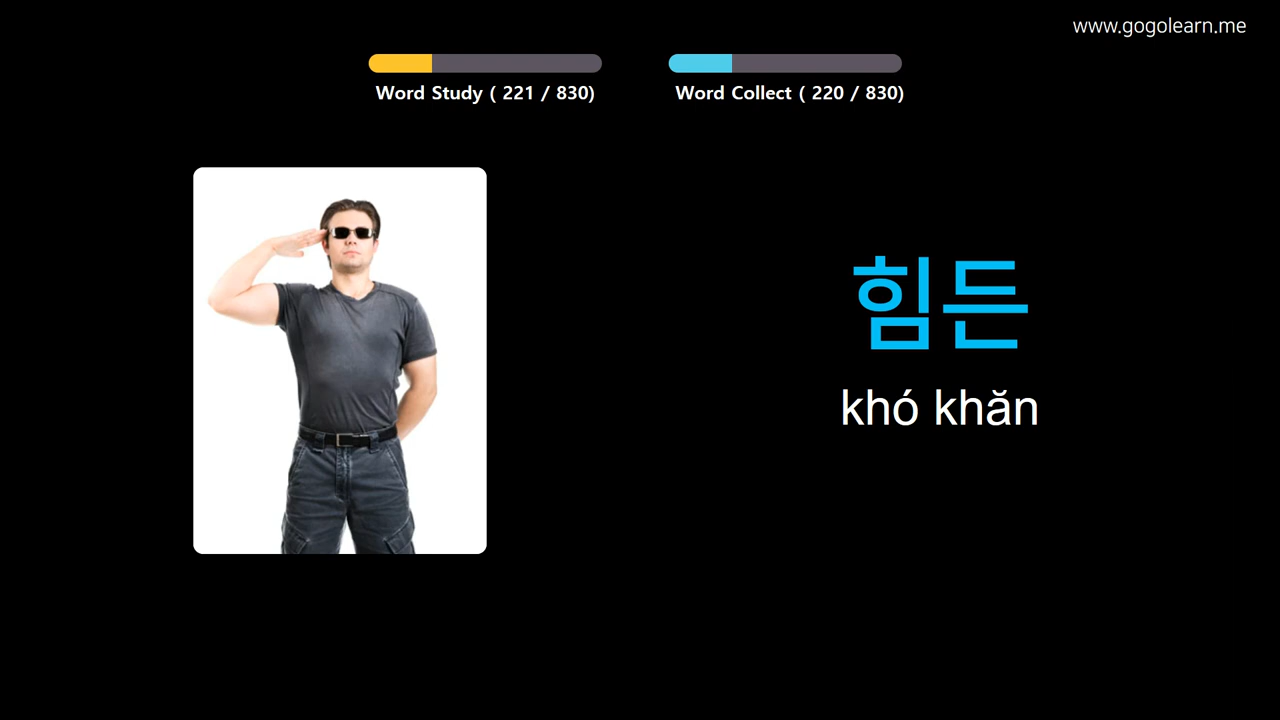 www.gogolearn.me
Word Study ( 221 / 830)
Word Collect ( 220 / 830)
힘든
khó khăn